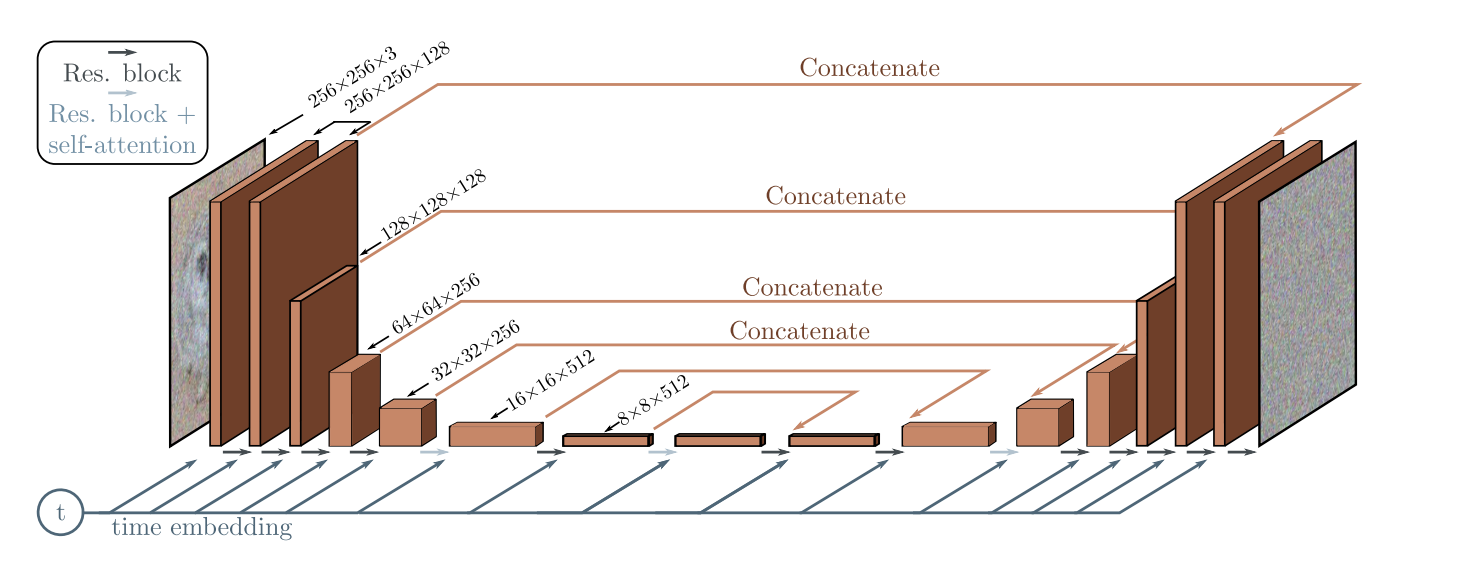 Res. block
Res. block +
self-attention
256×256×3
256×256×128
Concatenate
128×128×128
Concatenate
64×64×256
Concatenate
32×32×256
Concatenate
16×16×512
8×8×512
t
time embedding